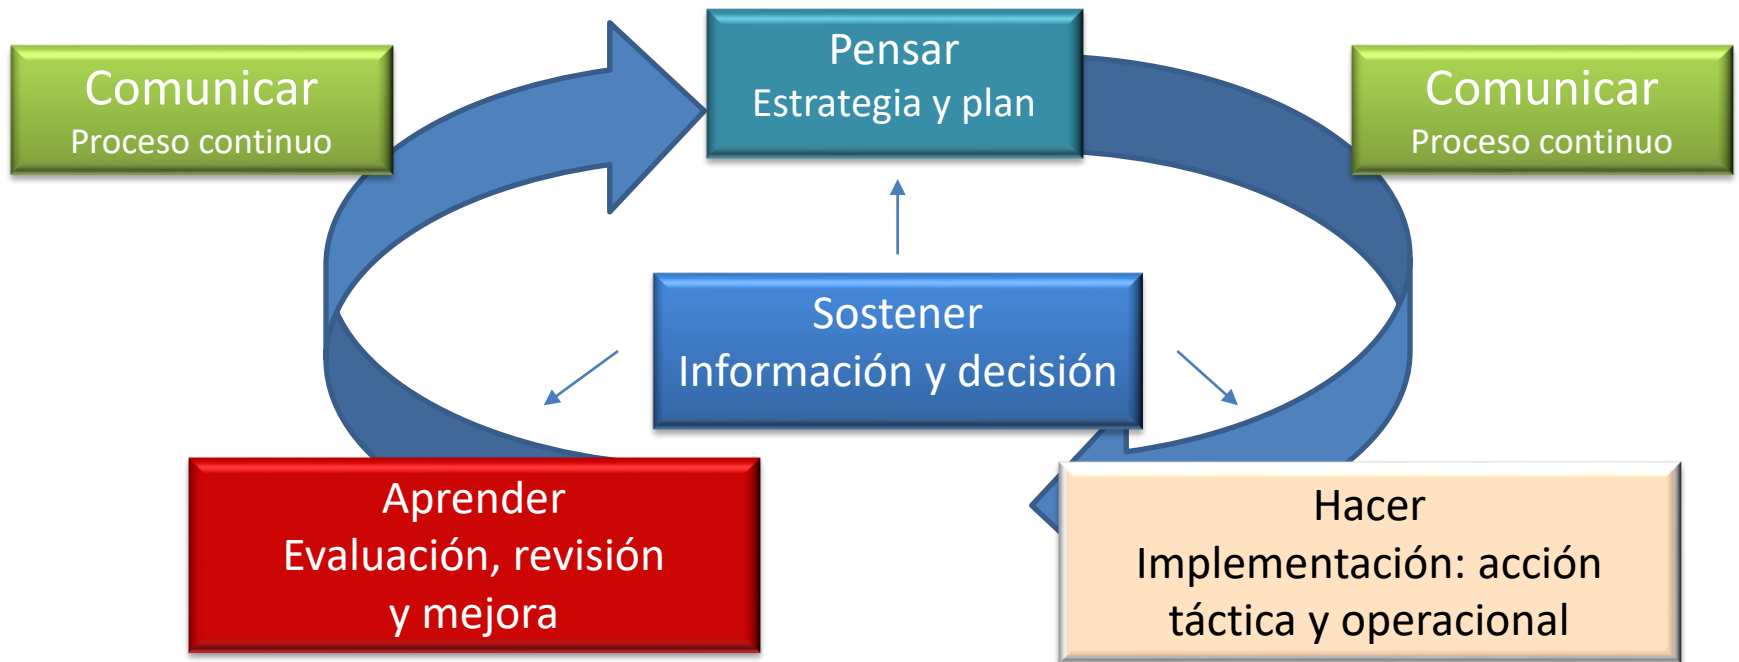 Pensar
Estrategia y plan
Comunicar
Proceso continuo
Comunicar
Proceso continuo
Sostener
Información y decisión
Aprender
Evaluación, revisión
y mejora
Hacer
Implementación: acción
táctica y operacional